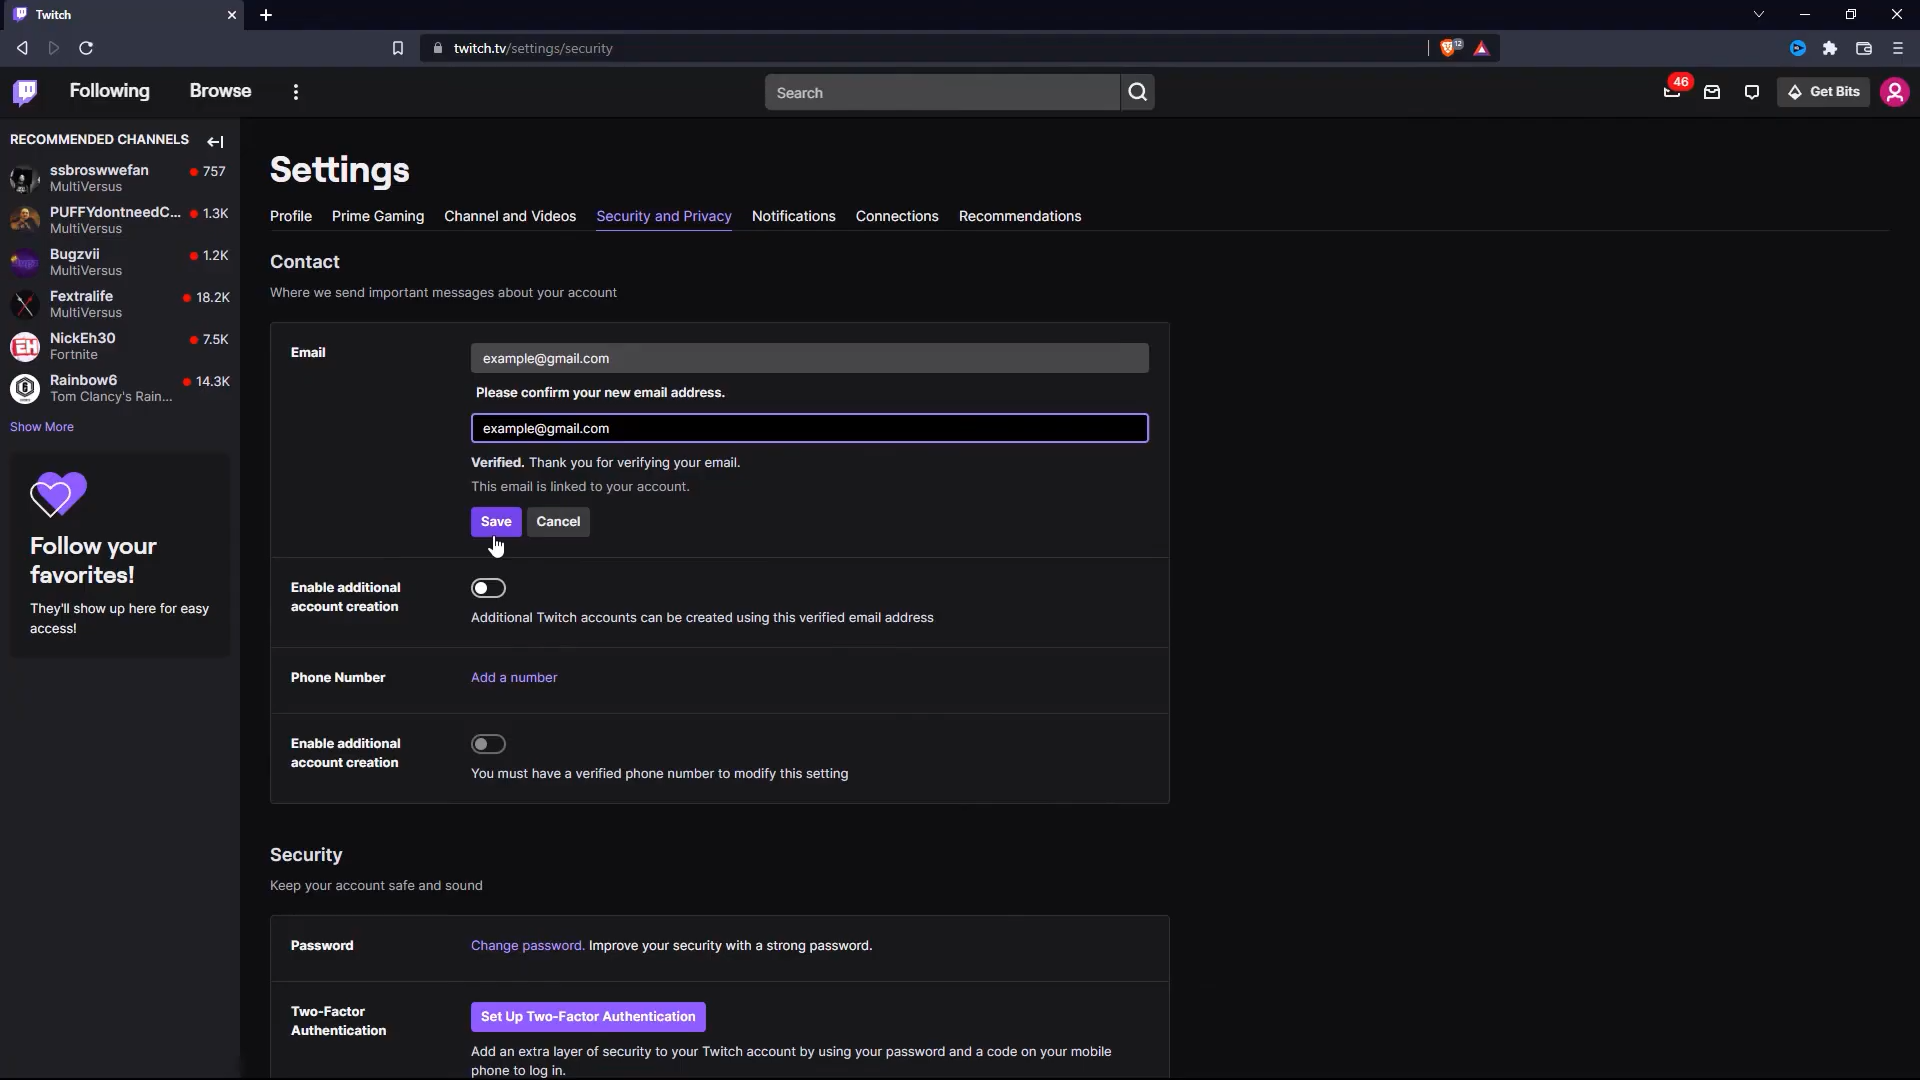 Twitch
twitch.tv/settings/security
12
Following
Browse
Search
46
Get Bits
RECOMMENDED CHANNELS
ssbroswwefan
757
MultiVersus
PUFFYdontneedC...
1.3K
MultiVersus
Bugzvii
1.2K
MultiVersus
Fextralife
18.2K
MultiVersus
NickEh30
7.5K
Fortnite
Rainbow6
14.3K
Tom Clancy's Rain...
Show More
Follow your
favorites!
They'll show up here for easy
access!
Settings
Profile Prime Gaming Channel and Videos Security and Privacy Notifications Connections Recommendations
Contact
Where we send important messages about your account
Email
example@gmail.com
Please confirm your new email address.
example@gmail.com
Verified. Thank you for verifying your email.
This email is linked to your account.
Save Cancel
Enable additional
account creation
Additional Twitch accounts can be created using this verified email address
Phone Number
Add a number
Enable additional
account creation
You must have a verified phone number to modify this setting
Security
Keep your account safe and sound
Password
Change password. Improve your security with a strong password.
Two-Factor
Authentication
Set Up Two-Factor Authentication
Add an extra layer of security to your Twitch account by using your password and a code on your mobile
phone to log in.